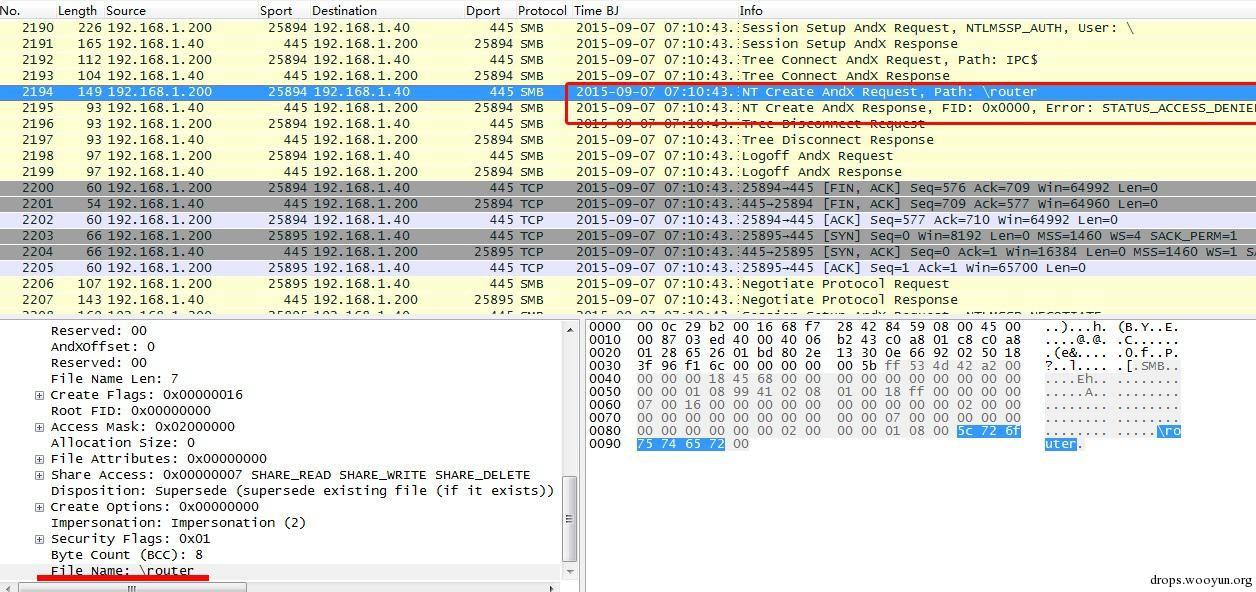 No. Length Source Sport Destination Dport Protocol Time BJ Info
2190 226 192.168.1.200 25894 192.168.1.40 445 SMB 2015-09-07 07:10:43. Session Setup AndX Request, NTLMSSP_AUTH, User: \
2191 165 192.168.1.40 445 192.168.1.200 25894 SMB 2015-09-07 07:10:43. Session Setup AndX Response
2192 112 192.168.1.200 25894 192.168.1.40 445 SMB 2015-09-07 07:10:43. Tree Connect AndX Request, Path: IPC$
2193 104 192.168.1.40 445 192.168.1.200 25894 SMB 2015-09-07 07:10:43. Tree Connect AndX Response
2194 149 192.168.1.200 25894 192.168.1.40 445 SMB 2015-09-07 07:10:43. NT Create AndX Request, Path: \router
2195 93 192.168.1.40 445 192.168.1.200 25894 SMB 2015-09-07 07:10:43. NT Create AndX Response, FID: 0x0000, Error: STATUS_ACCESS_DENIE
2196 93 192.168.1.200 25894 192.168.1.40 445 SMB 2015-09-07 07:10:43. Tree Disconnect Request
2197 93 192.168.1.40 445 192.168.1.200 25894 SMB 2015-09-07 07:10:43. Tree Disconnect Response
2198 97 192.168.1.200 25894 192.168.1.40 445 SMB 2015-09-07 07:10:43. Logoff AndX Request
2199 97 192.168.1.40 445 192.168.1.200 25894 SMB 2015-09-07 07:10:43. Logoff AndX Response
2200 60 192.168.1.200 25894 192.168.1.40 445 TCP 2015-09-07 07:10:43. 25894→445 [FIN, ACK] Seq=576 Ack=709 Win=64992 Len=0
2201 54 192.168.1.40 445 192.168.1.200 25894 TCP 2015-09-07 07:10:43. 445→25894 [FIN, ACK] Seq=709 Ack=577 Win=64960 Len=0
2202 60 192.168.1.200 25894 192.168.1.40 445 TCP 2015-09-07 07:10:43. 25894→445 [ACK] Seq=577 Ack=710 Win=64992 Len=0
2203 66 192.168.1.200 25895 192.168.1.40 445 TCP 2015-09-07 07:10:43. 25895→445 [SYN] Seq=0 Win=8192 Len=0 MSS=1460 WS=4 SACK_PERM=1
2204 66 192.168.1.40 445 192.168.1.200 25895 TCP 2015-09-07 07:10:43. 445→25895 [SYN, ACK] Seq=0 Ack=1 Win=16384 Len=0 MSS=1460 WS=1 SA
2205 60 192.168.1.200 25895 192.168.1.40 445 TCP 2015-09-07 07:10:43. 25895→445 [ACK] Seq=1 Ack=1 Win=65700 Len=0
2206 107 192.168.1.200 25895 192.168.1.40 445 SMB 2015-09-07 07:10:43. Negotiate Protocol Request
2207 143 192.168.1.40 445 192.168.1.200 25895 SMB 2015-09-07 07:10:43. Negotiate Protocol Response
Reserved: 00
AndXOffset: 0
Reserved: 00
File Name Len: 7
Create Flags: 0x00000016
Root FID: 0x00000000
Access Mask: 0x02000000
Allocation Size: 0
File Attributes: 0x00000000
Share Access: 0x00000007 SHARE_READ SHARE_WRITE SHARE_DELETE
Disposition: Supersede (supersede existing file (if it exists))
Create Options: 0x00000000
Impersonation: Impersonation (2)
Security Flags: 0x01
Byte Count (BCC): 8
File Name: \router
0000 00 0c 29 b2 00 16 68 f7 28 42 84 59 08 00 45 00 ..)...h. (B.Y..E.
0010 00 87 03 ed 40 00 40 06 b2 43 c0 a8 01 c8 c0 a8 ....@.@. .C......
0020 01 28 65 26 01 bd 80 2e 13 30 0e 66 92 02 50 18 .(e&.... .0.f..P.
0030 3f 96 f1 6c 00 00 00 00 00 5b ff 53 4d 42 a2 00 ?..l.... .[.SMB..
0040 00 00 00 18 45 68 00 00 00 00 00 00 00 00 00 00 ....Eh.. ........
0050 00 00 01 08 99 41 02 08 01 00 18 ff 00 00 00 00 .....A.. ........
0060 07 00 16 00 00 00 00 00 00 00 00 00 00 02 00 00 ........ ........
0070 00 00 00 00 00 00 00 00 00 00 07 00 00 00 00 00 ........ ........
0080 00 00 00 00 00 02 00 00 00 01 08 00 5c 72 6f ........ .....\ro
0090 75 74 65 72 00 uter.
drops.wooyun.org